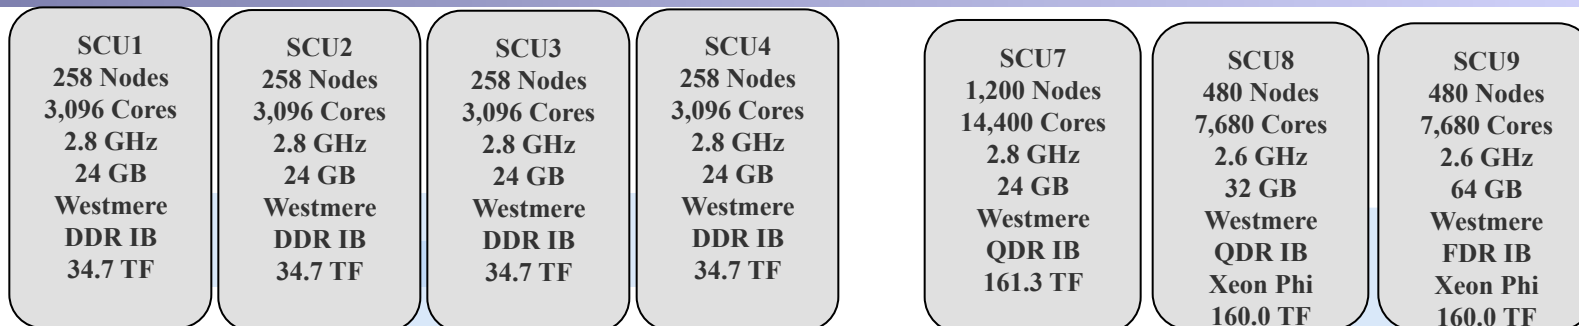 SCU1
258 Nodes
3,096 Cores
2.8 GHz
24 GB
Westmere
DDR IB
34.7 TF
SCU2
258 Nodes
3,096 Cores
2.8 GHz
24 GB
Westmere
DDR IB
34.7 TF
SCU3
258 Nodes
3,096 Cores
2.8 GHz
24 GB
Westmere
DDR IB
34.7 TF
SCU4
258 Nodes
3,096 Cores
2.8 GHz
24 GB
Westmere
DDR IB
34.7 TF
SCU7
1,200 Nodes
14,400 Cores
2.8 GHz
24 GB
Westmere
QDR IB
161.3 TF
SCU8
480 Nodes
7,680 Cores
2.6 GHz
32 GB
Westmere
QDR IB
Xeon Phi
160.0 TF
SCU9
480 Nodes
7,680 Cores
2.6 GHz
64 GB
Westmere
FDR IB
Xeon Phi
160.0 TF